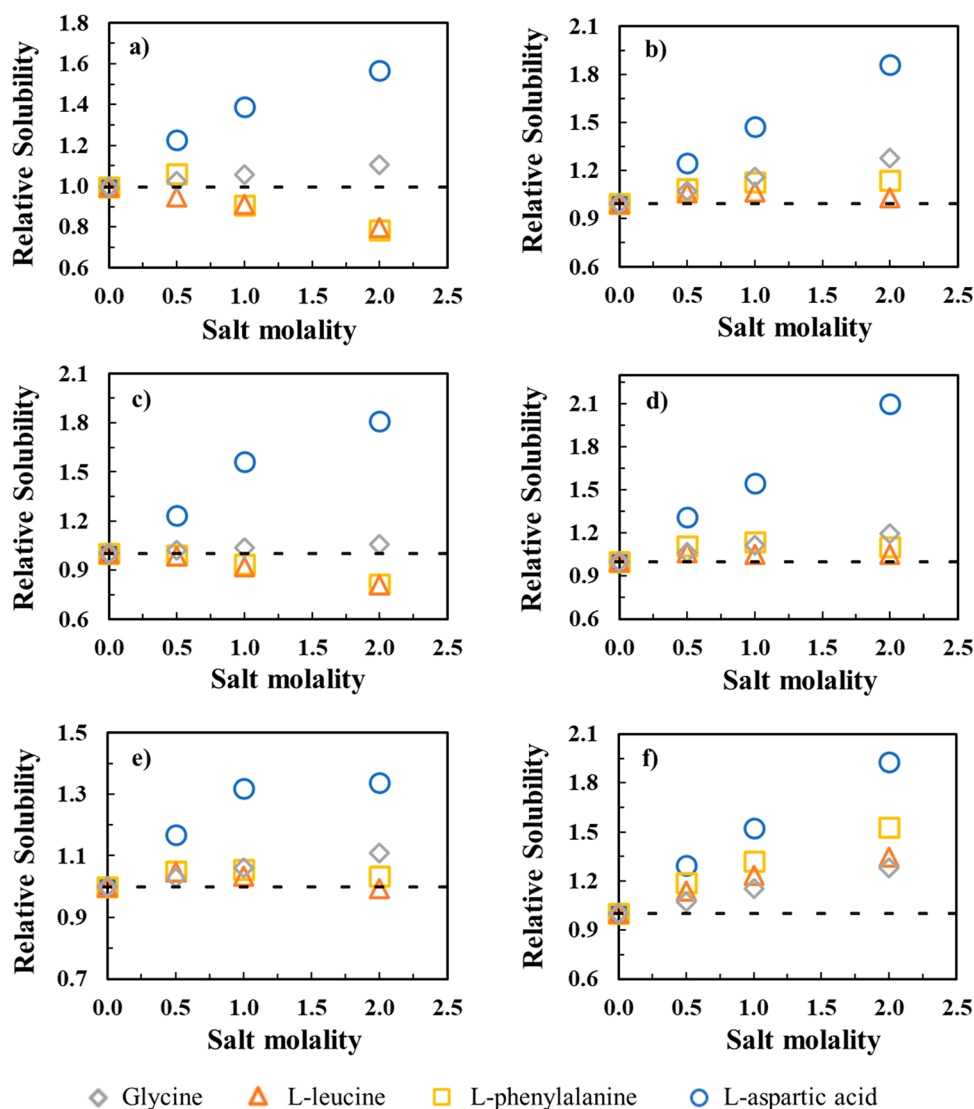 a)
1.8
1.6
1.4
1.2
1.0
0.8
0.6
Relative Solubility
0.0 0.5 1.0 1.5 2.0 2.5
Salt molality
b)
2.1
1.8
1.5
1.2
0.9
0.6
Relative Solubility
0.0 0.5 1.0 1.5 2.0 2.5
Salt molality
c)
2.1
1.8
1.5
1.2
0.9
0.6
Relative Solubility
0.0 0.5 1.0 1.5 2.0 2.5
Salt molality
d)
2.1
1.8
1.5
1.2
0.9
0.6
Relative Solubility
0.0 0.5 1.0 1.5 2.0 2.5
Salt molality
e)
1.5
1.3
1.1
0.9
0.7
Relative Solubility
0.0 0.5 1.0 1.5 2.0 2.5
Salt molality
f)
2.1
1.8
1.5
1.2
0.9
0.6
Relative Solubility
0.0 0.5 1.0 1.5 2.0 2.5
Salt molality
Glycine L-leucine L-phenylalanine L-aspartic acid